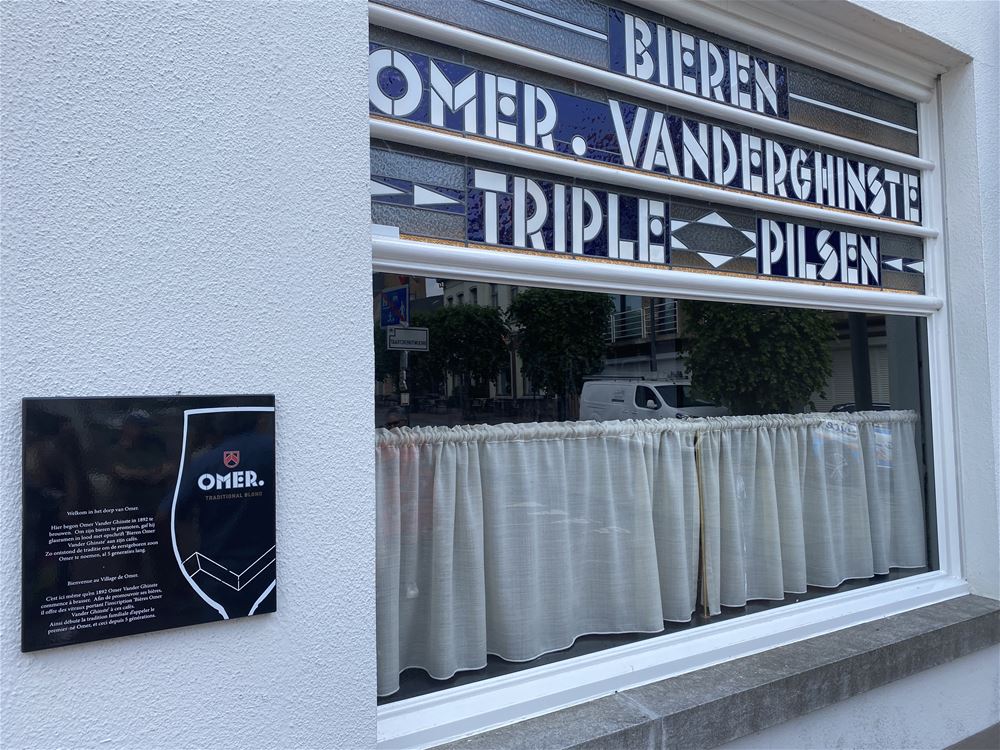 BIEREN
OMER. VANDERGHINSTE
TRIPLE PILSEN
OMER.
TRADITIONAL BLOND
Welkom in het dorp van Omer.
Hier begon Omer Vander Ghinste in 1892 te
brouwen. Om zijn bieren te promoten, gaf hij
glasramen in lood met opschrift 'Bieren Omer
Vander Ghinste' aan zijn cafés.
Zo ontstond de traditie om de eerstgeboren zoon
Omer te noemen, al 5 generaties lang.
Bienvenue au Village de Omer.
C'est ici même qu'en 1892 Omer Vander Ghinste
commence à brasser. Afin de promouvoir ses bières,
il offre des vitraux portant l'inscription 'Bières Omer
Vander Ghinste' à ces cafés.
Ainsi débute la tradition familiale d'appeler le
premier-né Omer, et ceci depuis 5 générations.